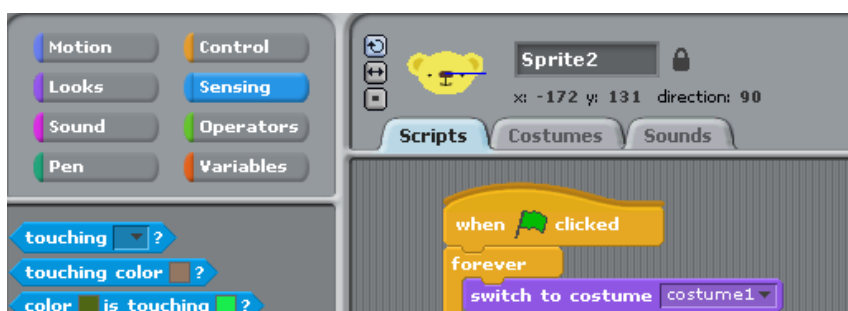 Motion Control
Looks Sensing
Sound Operators
Pen Variables
touching ?
touching color ?
color is touching ?
Sprite2
x: -172 y: 131 direction: 90
Scripts Costumes Sounds
when clicked
forever
switch to costume costume1